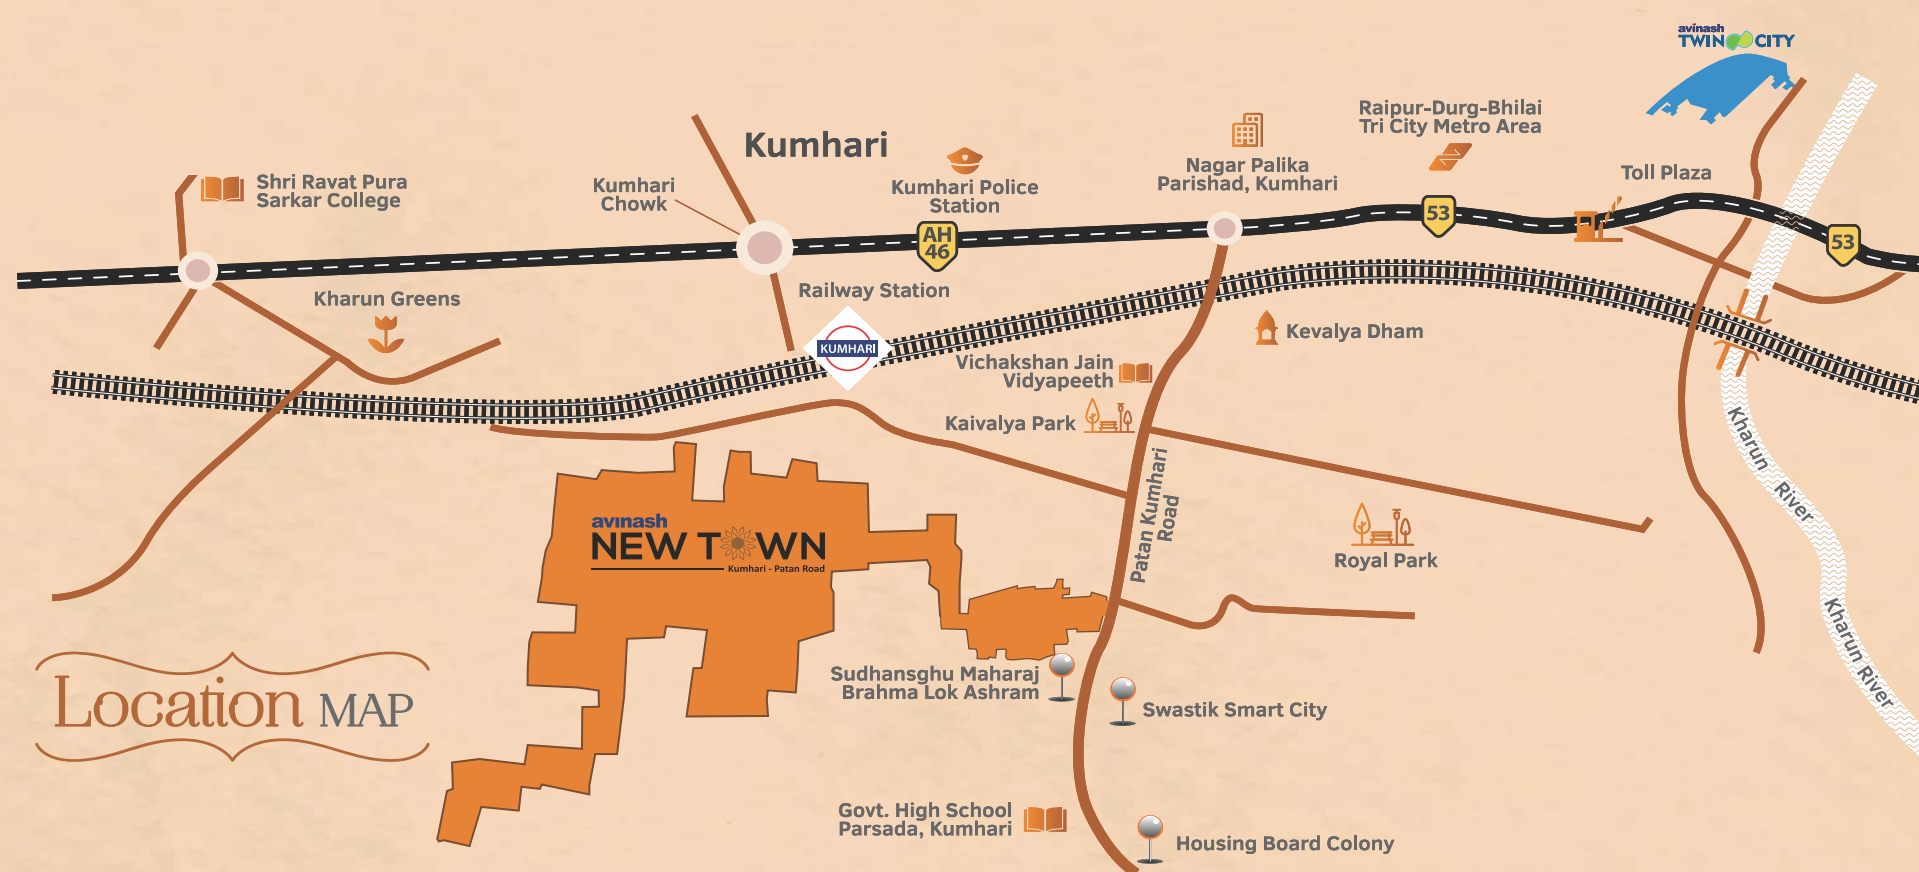 avinash
TWIN CITY
Raipur-Durg-Bhilai
Tri City Metro Area
Kumhari
Nagar Palika
Parishad, Kumhari
Toll Plaza
Shri Ravat Pura
Sarkar College
Kumhari
Chowk
Kumhari Police
Station
53
AH
46
53
Railway Station
Kharun Greens
KUMHARI
Kevalya Dham
Vichakshan Jain
Vidyapeeth
Kaivalya Park
Kharun
River
Patan Kumhari
Road
avinash
NEW TOWN
Kumhari - Patan Road
Royal Park
Kharun River
Location MAP
Sudhansghu Maharaj
Brahma Lok Ashram
Swastik Smart City
Govt. High School
Parsada, Kumhari
Housing Board Colony